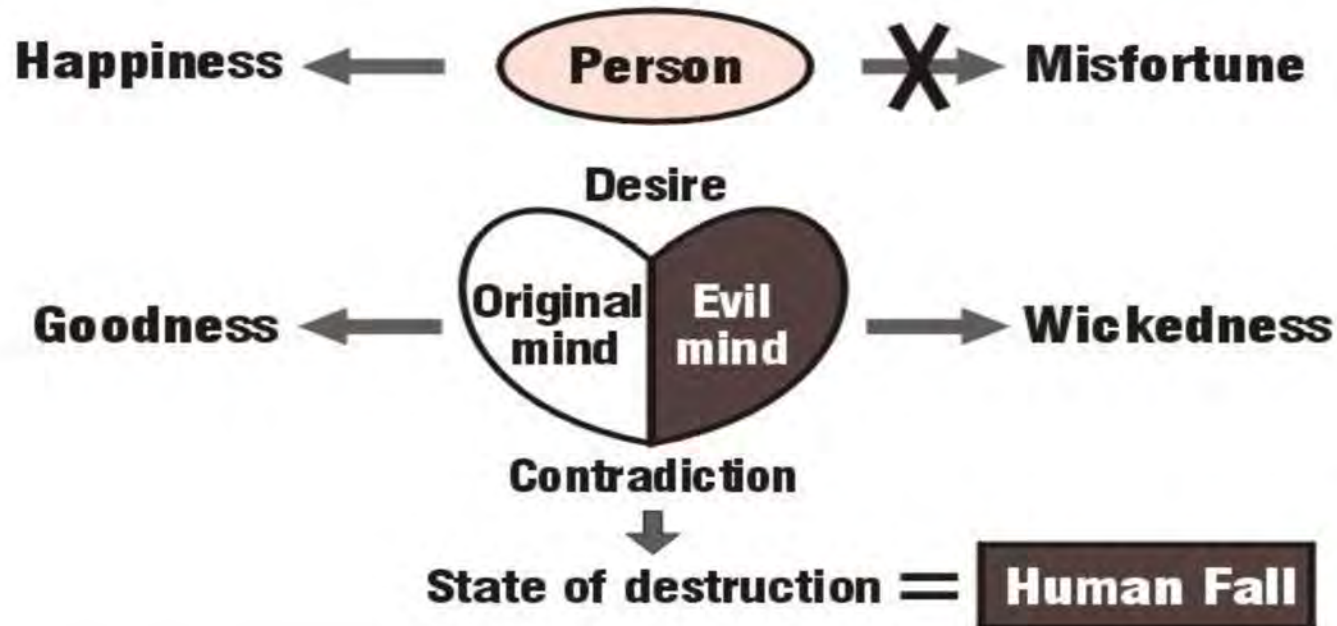 Happiness Person Misfortune
Desire
Original Evil
mind mind
Goodness Wickedness
Contradiction
State of destruction = Human Fall